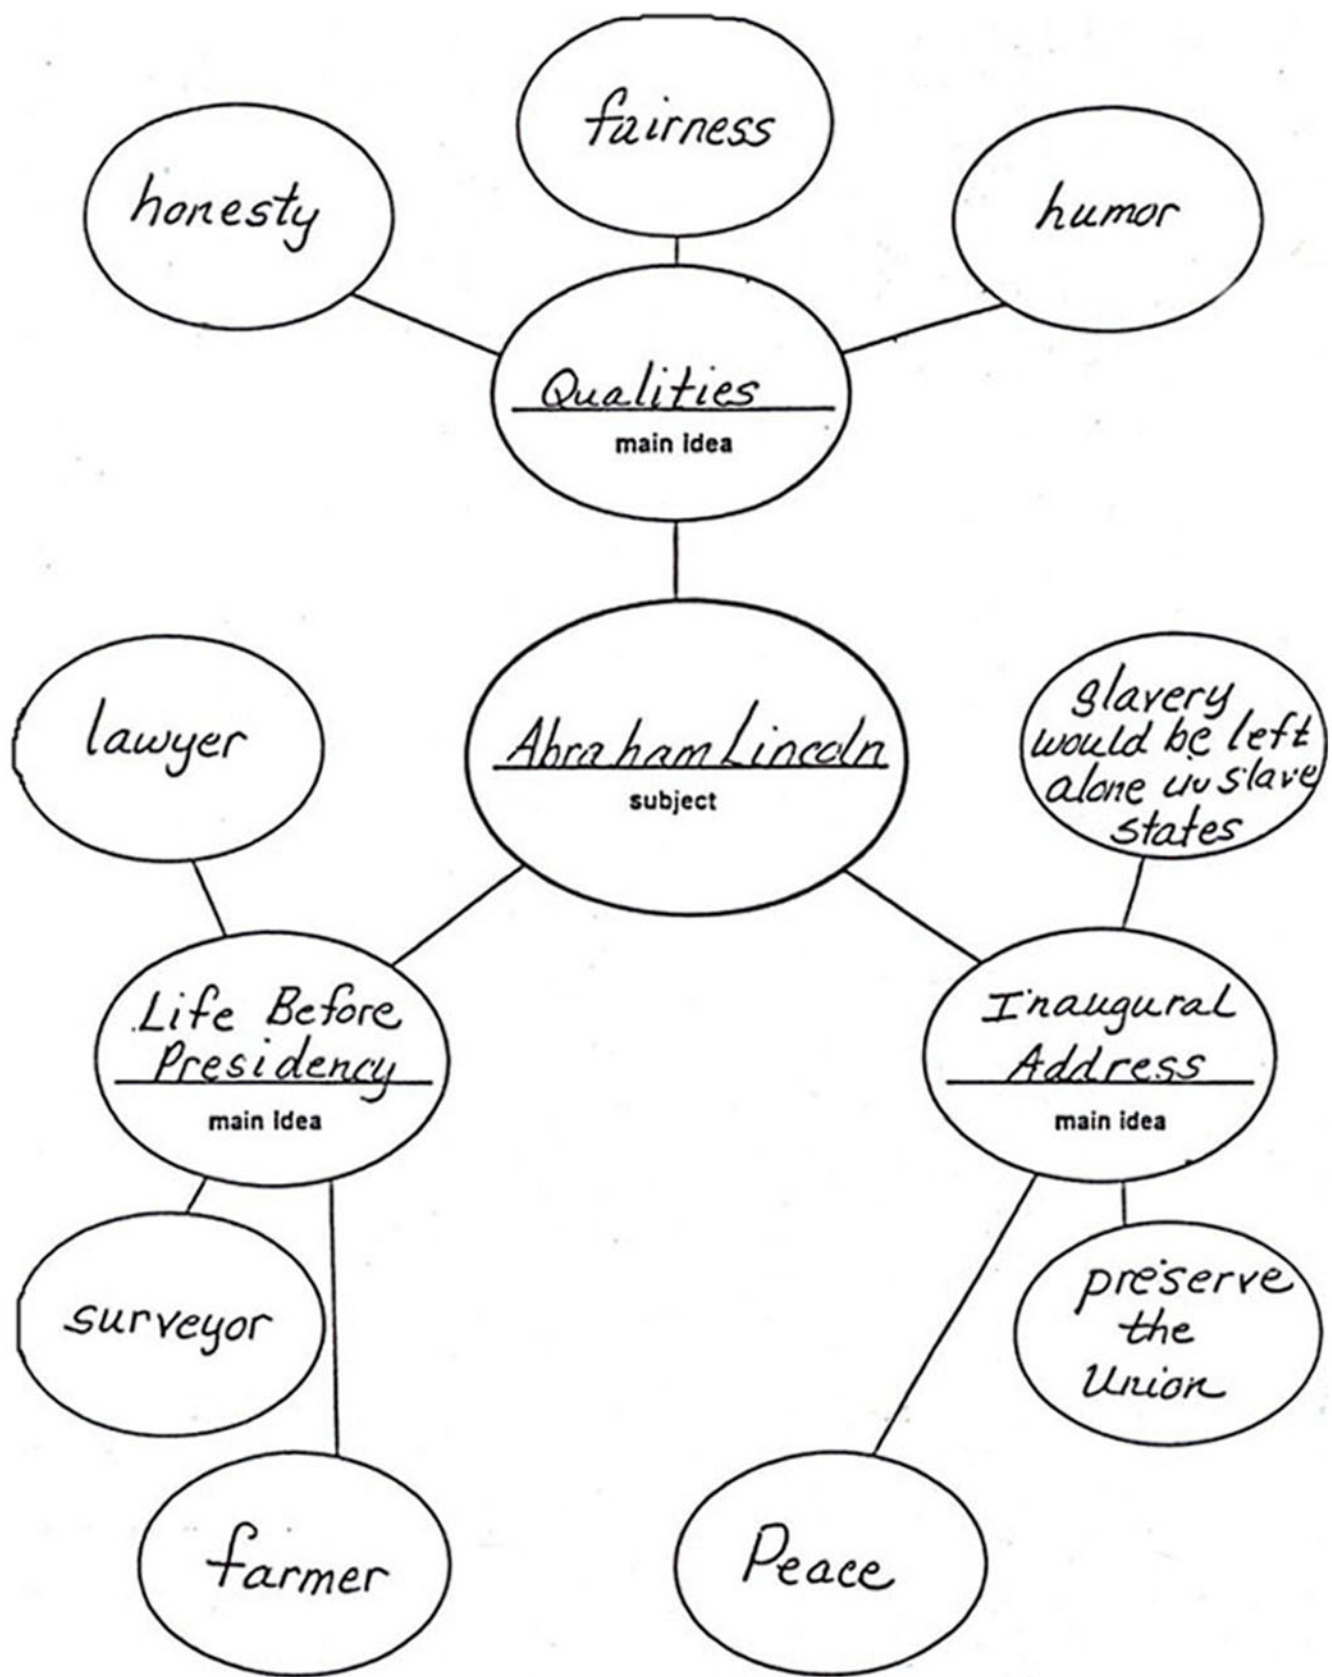 fairness
honesty
humor
Qualities
main idea
Abraham Lincoln
subject
lawyer
slavery
would be left
alone in slave
states
Life Before
Presidency
main idea
Inaugural
Address
main idea
surveyor
preserve
the
Union
farmer
Peace